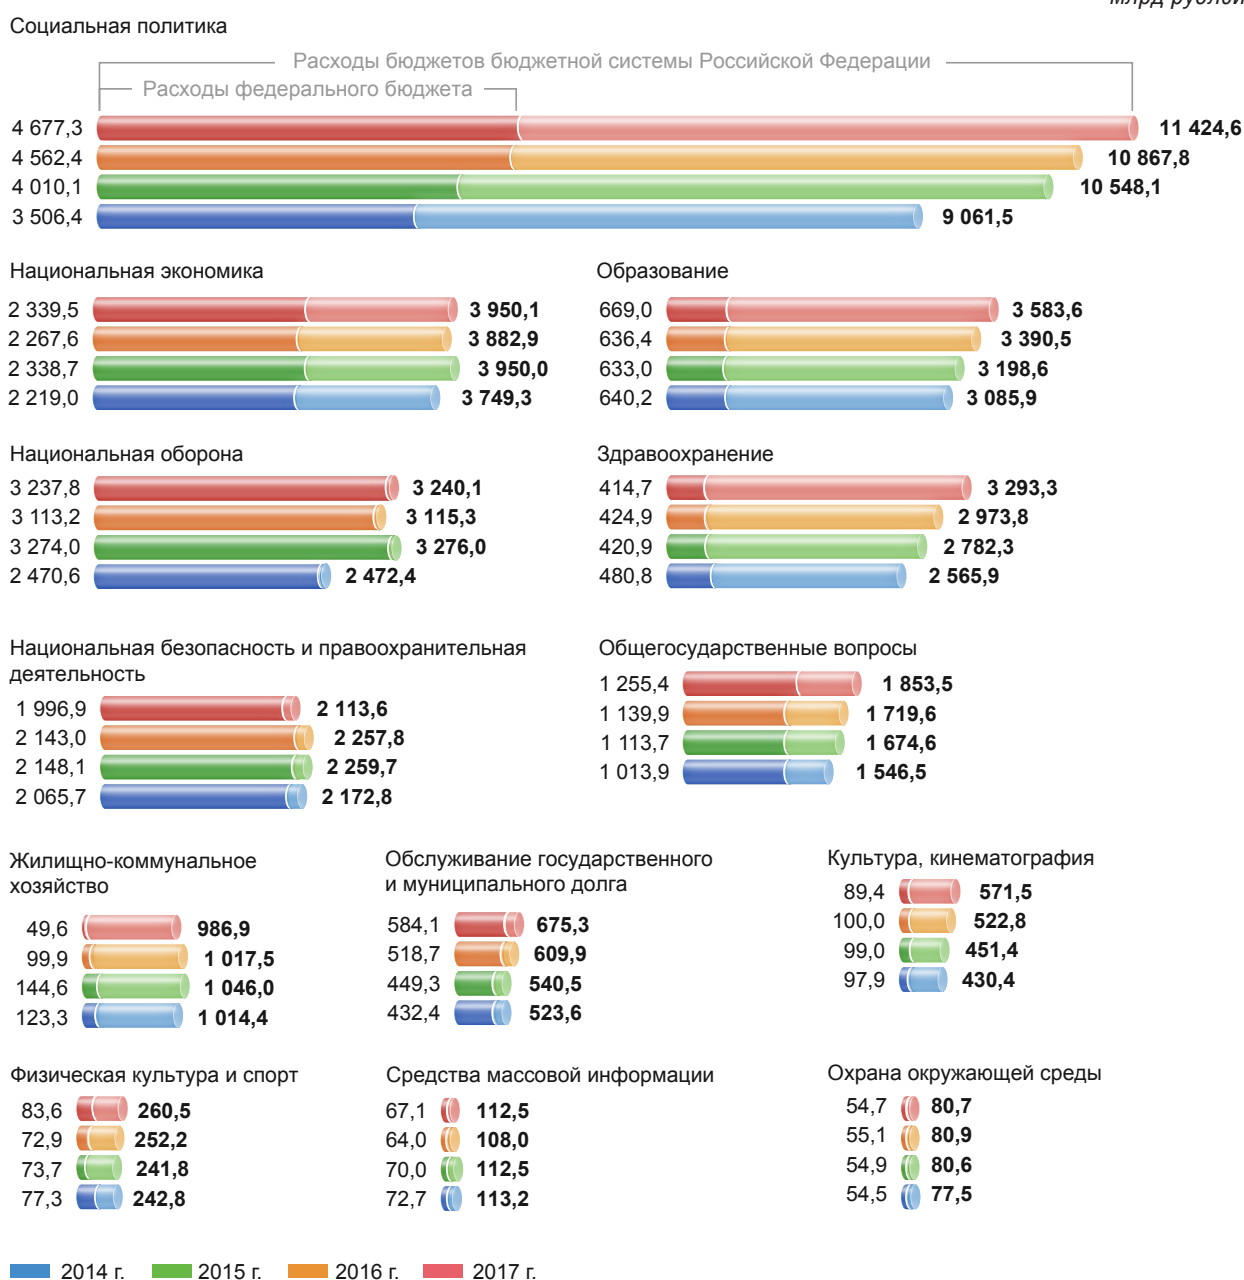 млрд рублей
Социальная политика
Расходы бюджетов бюджетной системы Российской Федерации
Расходы федерального бюджета
4 677,3 11 424,6
4 562,4 10 867,8
4 010,1 10 548,1
3 506,4 9 061,5
Национальная экономика
2 339,5 3 950,1
2 267,6 3 882,9
2 338,7 3 950,0
2 219,0 3 749,3
Образование
669,0 3 583,6
636,4 3 390,5
633,0 3 198,6
640,2 3 085,9
Национальная оборона
3 237,8 3 240,1
3 113,2 3 115,3
3 274,0 3 276,0
2 470,6 2 472,4
Здравоохранение
414,7 3 293,3
424,9 2 973,8
420,9 2 782,3
480,8 2 565,9
Национальная безопасность и правоохранительная
деятельность
1 996,9 2 113,6
2 143,0 2 257,8
2 148,1 2 259,7
2 065,7 2 172,8
Общегосударственные вопросы
1 255,4 1 853,5
1 139,9 1 719,6
1 113,7 1 674,6
1 013,9 1 546,5
Жилищно-коммунальное
хозяйство
49,6 986,9
99,9 1 017,5
144,6 1 046,0
123,3 1 014,4
Обслуживание государственного
и муниципального долга
584,1 675,3
518,7 609,9
449,3 540,5
432,4 523,6
Культура, кинематография
89,4 571,5
100,0 522,8
99,0 451,4
97,9 430,4
Физическая культура и спорт
83,6 260,5
72,9 252,2
73,7 241,8
77,3 242,8
Средства массовой информации
67,1 112,5
64,0 108,0
70,0 112,5
72,7 113,2
Охрана окружающей среды
54,7 80,7
55,1 80,9
54,9 80,6
54,5 77,5
2014 г. 2015 г. 2016 г. 2017 г.